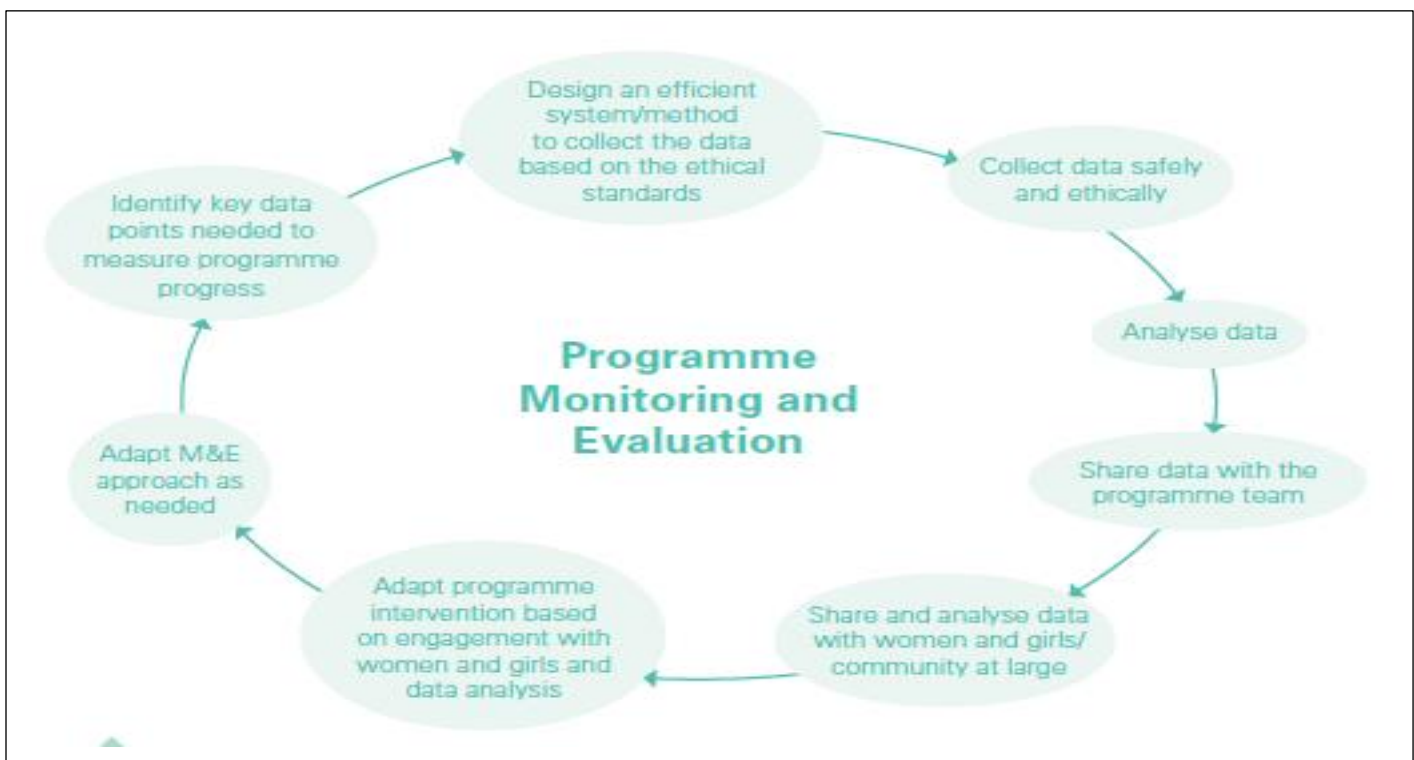 Design an efficient
system/method
to collect the data
based on the ethical
standards
Collect data safely
and ethically
Identify key data
points needed to
measure programme
progress
Analyse data
Programme
Monitoring and
Evaluation
Share data with the
programme team
Adapt M&E
approach as
needed
Adapt programme
intervention based
on engagement with
women and girls and
data analysis
Share and analyse data
with women and girls/
community at large